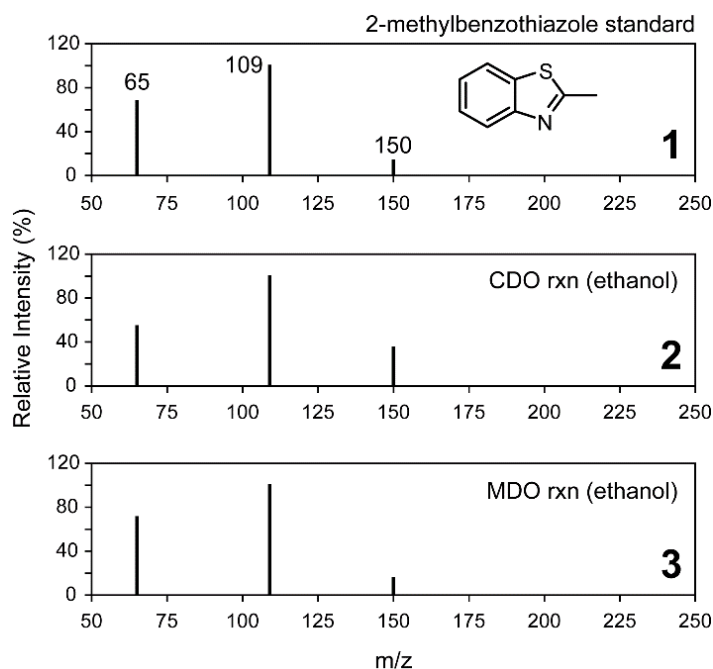 2-methylbenzothiazole standard
120
80
40
0
65
109
150
S
N
1
50 75 100 125 150 175 200 225 250
Relative Intensity (%)
120
80
40
0
CDO rxn (ethanol)
2
50 75 100 125 150 175 200 225 250
120
80
40
0
MDO rxn (ethanol)
3
50 75 100 125 150 175 200 225 250
m/z